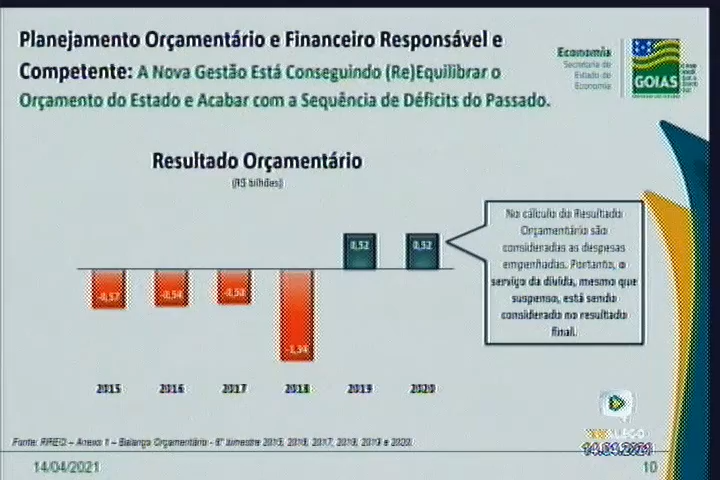 Planejamento Orçamentário e Financeiro Responsável e
Competente: A Nova Gestão Está Conseguindo (Re)Equilibrar o
Orçamento do Estado e Acabar com a Sequência de Déficits do Passado.
Economia
Secretaria de
Estado de
Economia
GOIÁS
Resultado Orçamentário
(R$ bilhões)
0,52
0,52
-0,57
-0,54
-1,34
No cálculo do Resultado
Orçamentário são
consideradas as despesas
empenhadas. Portanto, o
serviço da dívida, mesmo que
suspenso, está sendo
considerado no resultado
final.
2015
2016
2017
2018
2019
2020
Fonte: RREO – Anexo 1 – Balanço Orçamentário - 6° bimestre 2015, 2016, 2017, 2018, 2019 e 2020.
14.04.2021
14/04/2021
10